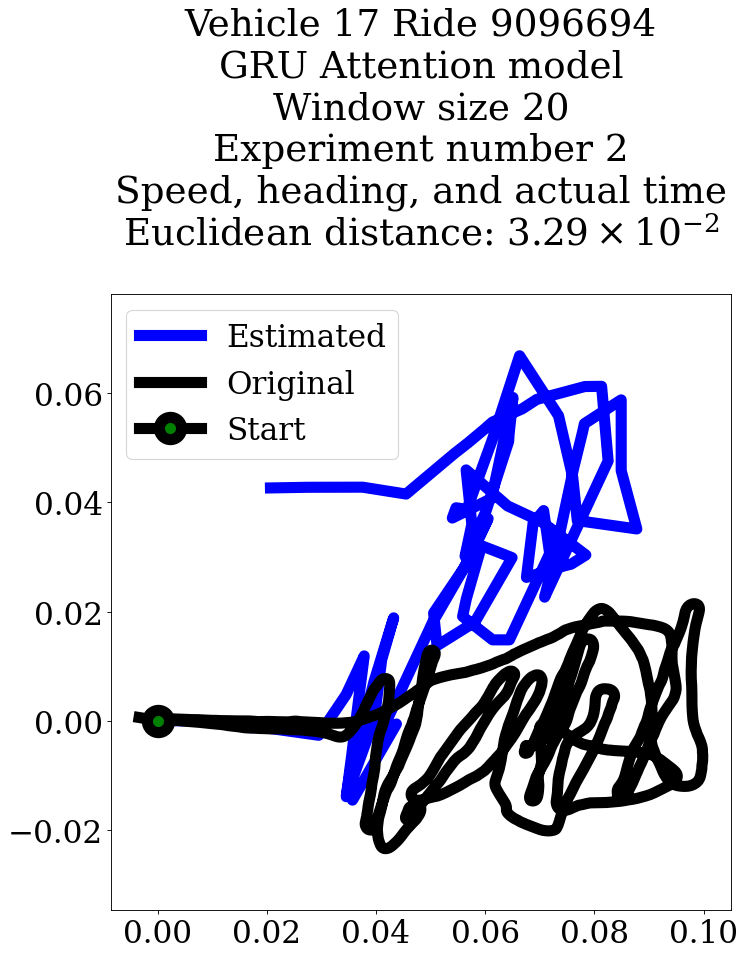 Vehicle 17 Ride 9096694
GRU Attention model
Window size 20
Experiment number 2
Speed, heading, and actual time
Euclidean distance: 3.29 × 10⁻²
Estimated
Original
Start
0.06
0.04
0.02
0.00
−0.02
0.00 0.02 0.04 0.06 0.08 0.10